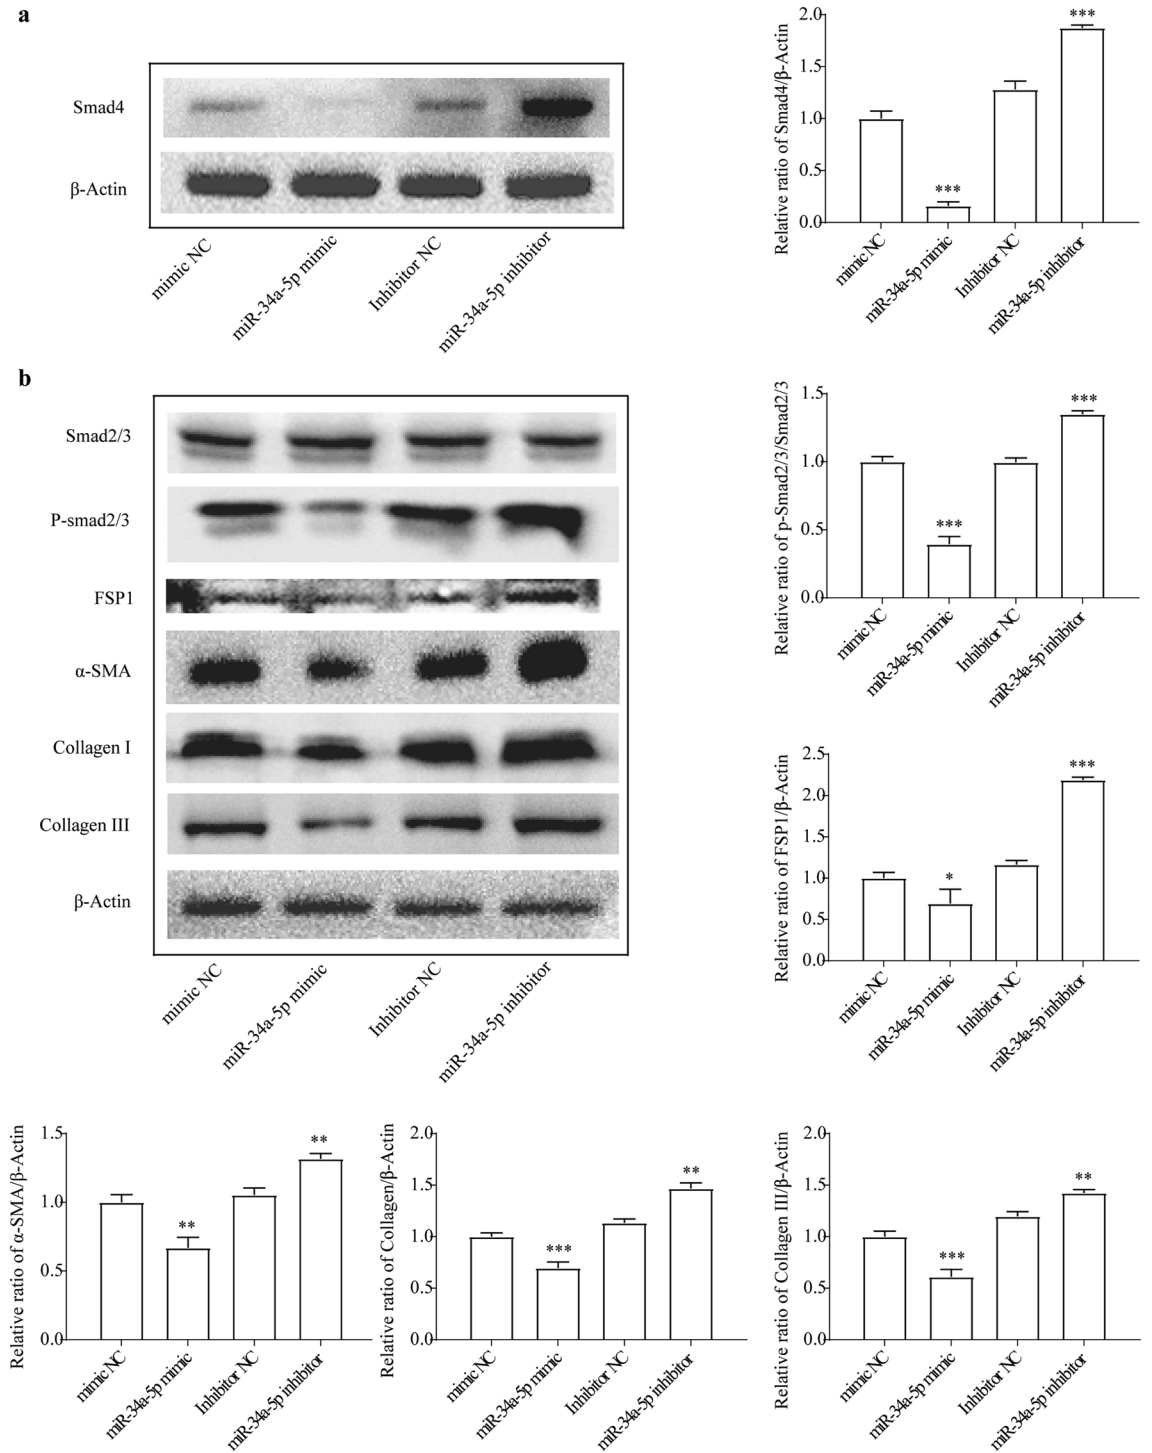 a
Smad4
β-Actin
mimic NC
miR-34a-5p mimic
Inhibitor NC
miR-34a-5p inhibitor
Relative ratio of Smad4/β-Actin
2.0
1.5
1.0
0.5
0.0
***
***
mimic NC
miR-34a-5p mimic
Inhibitor NC
miR-34a-5p inhibitor
b
Smad2/3
P-smad2/3
FSP1
α-SMA
Collagen I
Collagen III
β-Actin
mimic NC
miR-34a-5p mimic
Inhibitor NC
miR-34a-5p inhibitor
Relative ratio of p-Smad2/3/Smad2/3
1.5
1.0
0.5
0.0
***
***
mimic NC
miR-34a-5p mimic
Inhibitor NC
miR-34a-5p inhibitor
Relative ratio of FSP1/β-Actin
2.5
2.0
1.5
1.0
0.5
0.0
*
***
mimic NC
miR-34a-5p mimic
Inhibitor NC
miR-34a-5p inhibitor
Relative ratio of α-SMA/β-Actin
1.5
1.0
0.5
0.0
**
**
mimic NC
miR-34a-5p mimic
Inhibitor NC
miR-34a-5p inhibitor
Relative ratio of Collagen/β-Actin
2.0
1.5
1.0
0.5
0.0
***
**
mimic NC
miR-34a-5p mimic
Inhibitor NC
miR-34a-5p inhibitor
Relative ratio of Collagen III/β-Actin
2.0
1.5
1.0
0.5
0.0
***
**
mimic NC
miR-34a-5p mimic
Inhibitor NC
miR-34a-5p inhibitor